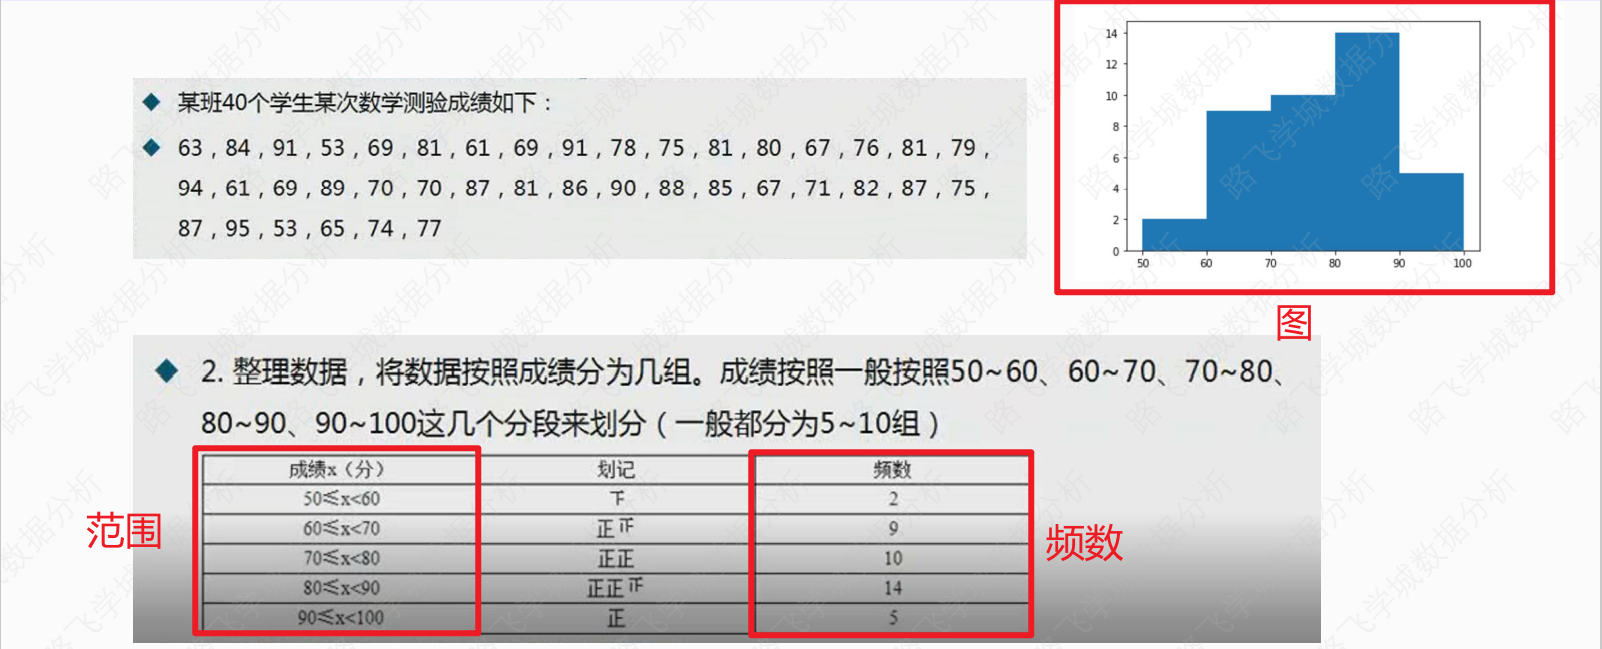 某班40个学生某次数学测验成绩如下：
63，84，91，53，69，81，61，69，91，78，75，81，80，67，76，81，79，
94，61，69，89，70，70，87，81，86，90，88，85，67，71，82，87，75，
87，95，53，65，74，77
14
12
10
8
6
4
2
0
50 60 70 80 90 100
图
2. 整理数据，将数据按照成绩分为几组。成绩按照一般按照50~60、60~70、70~80、
80~90、90~100这几个分段来划分（一般都分为5~10组）
成绩x（分） 划记 频数
50≤x<60 2
60≤x<70 正 9
70≤x<80 正正 10
80≤x<90 正正 14
90≤x<100 正 5
范围
频数
路飞学城数据分析